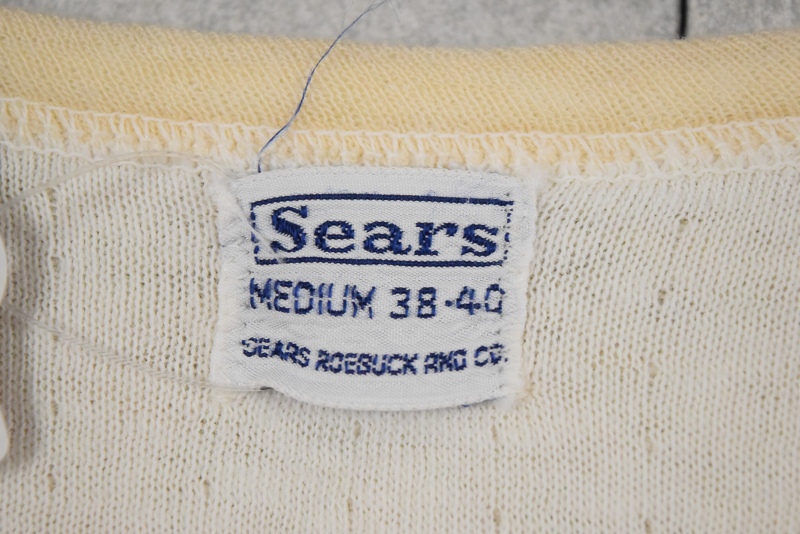 Sears
MEDIUM 38-40
SEARS ROEBUCK AND CO.